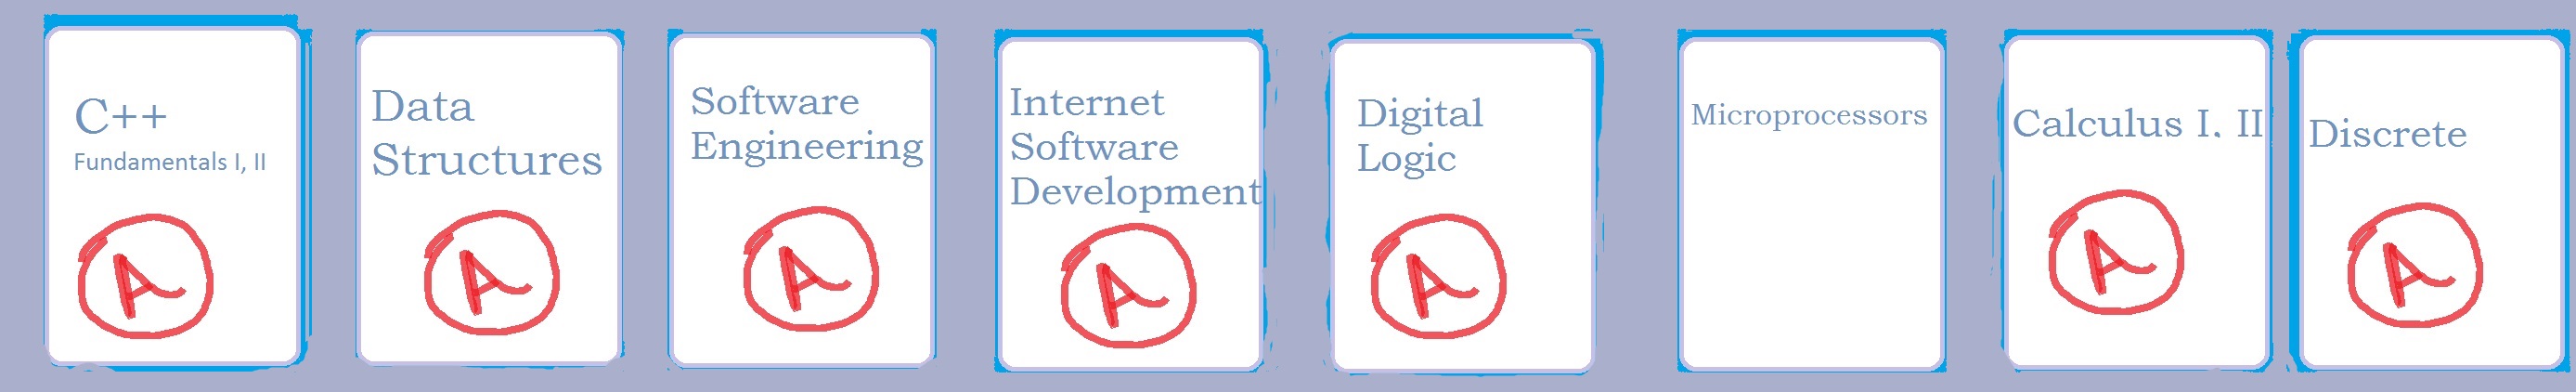 C++
Fundamentals I, II
A
Data
Structures
A
Software
Engineering
A
Internet
Software
Development
A
Digital
Logic
A
Microprocessors
Calculus I. II
A
Discrete
A